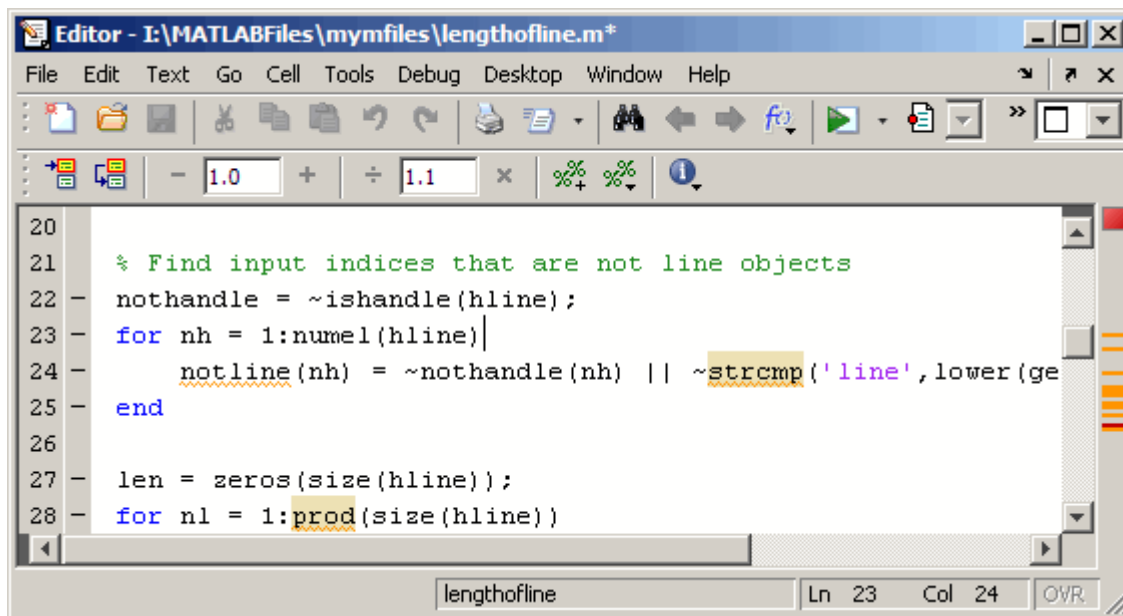 Editor - I:\MATLABFiles\mymfiles\lengthofline.m*
File Edit Text Go Cell Tools Debug Desktop Window Help
1.0 1.1
20
21 % Find input indices that are not line objects
22 - nothandle = ~ishandle(hline);
23 - for nh = 1:numel(hline)
24 - notline(nh) = ~nothandle(nh) || ~strcmp('line',lower(ge
25 - end
26
27 - len = zeros(size(hline));
28 - for nl = 1:prod(size(hline))
lengthofline Ln 23 Col 24 OVR